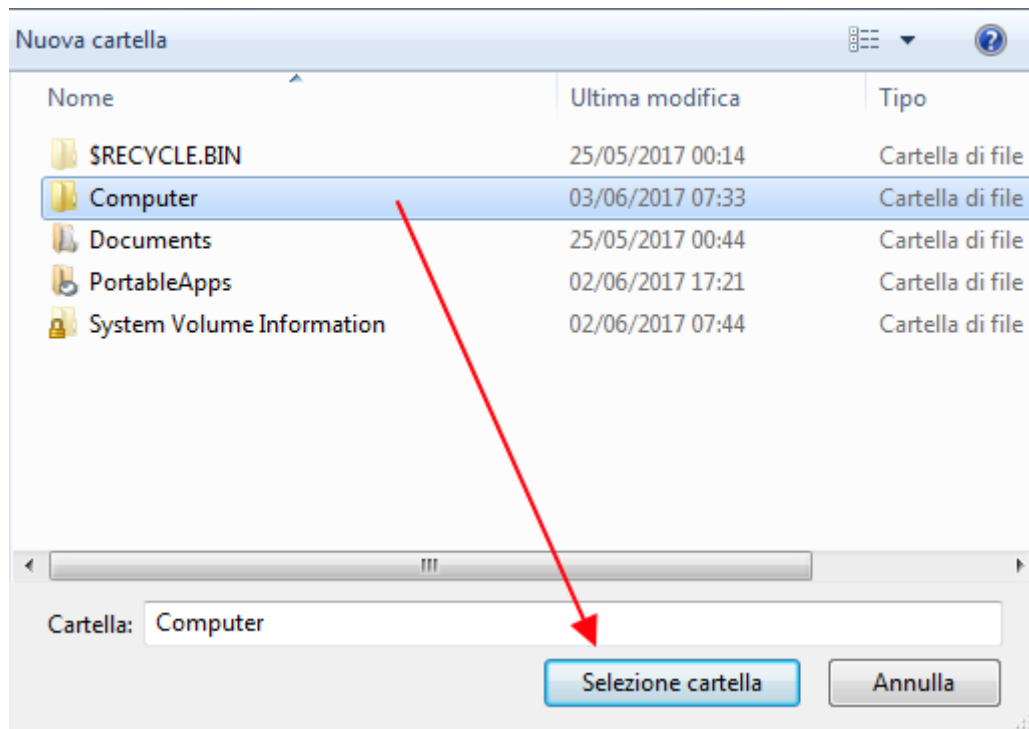 Nuova cartella
Nome Ultima modifica Tipo
$RECYCLE.BIN 25/05/2017 00:14 Cartella di file
Computer 03/06/2017 07:33 Cartella di file
Documents 25/05/2017 00:44 Cartella di file
PortableApps 02/06/2017 17:21 Cartella di file
System Volume Information 02/06/2017 07:44 Cartella di file
Cartella: Computer
Selezione cartella Annulla